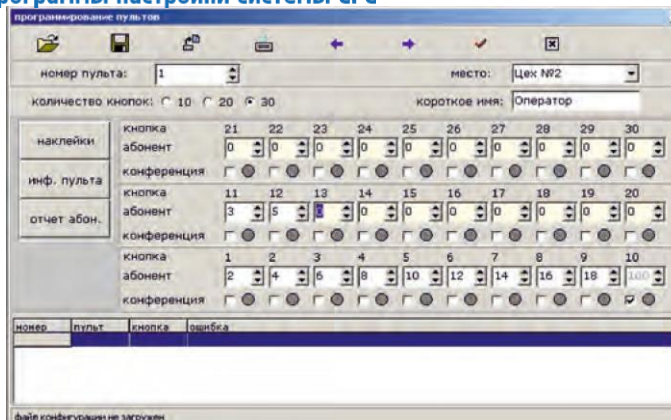 программы настройки системы GPC
программирование пультов
номер пульта: 1 место: Цех №2
количество кнопок: 10 20 30 короткое имя: Оператор
наклейки
инф. пульта
отчет абон.
кнопка 21 22 23 24 25 26 27 28 29 30
абонент 0 0 0 0 0 0 0 0 0 0
конференция
кнопка 11 12 13 14 15 16 17 18 19 20
абонент 3 5 0 0 0 0 0 0 0 0
конференция
кнопка 1 2 3 4 5 6 7 8 9 10
абонент 2 4 6 8 10 12 14 16 18 100
конференция
номер пульт кнопка ошибка
файл конфигурации не загружен